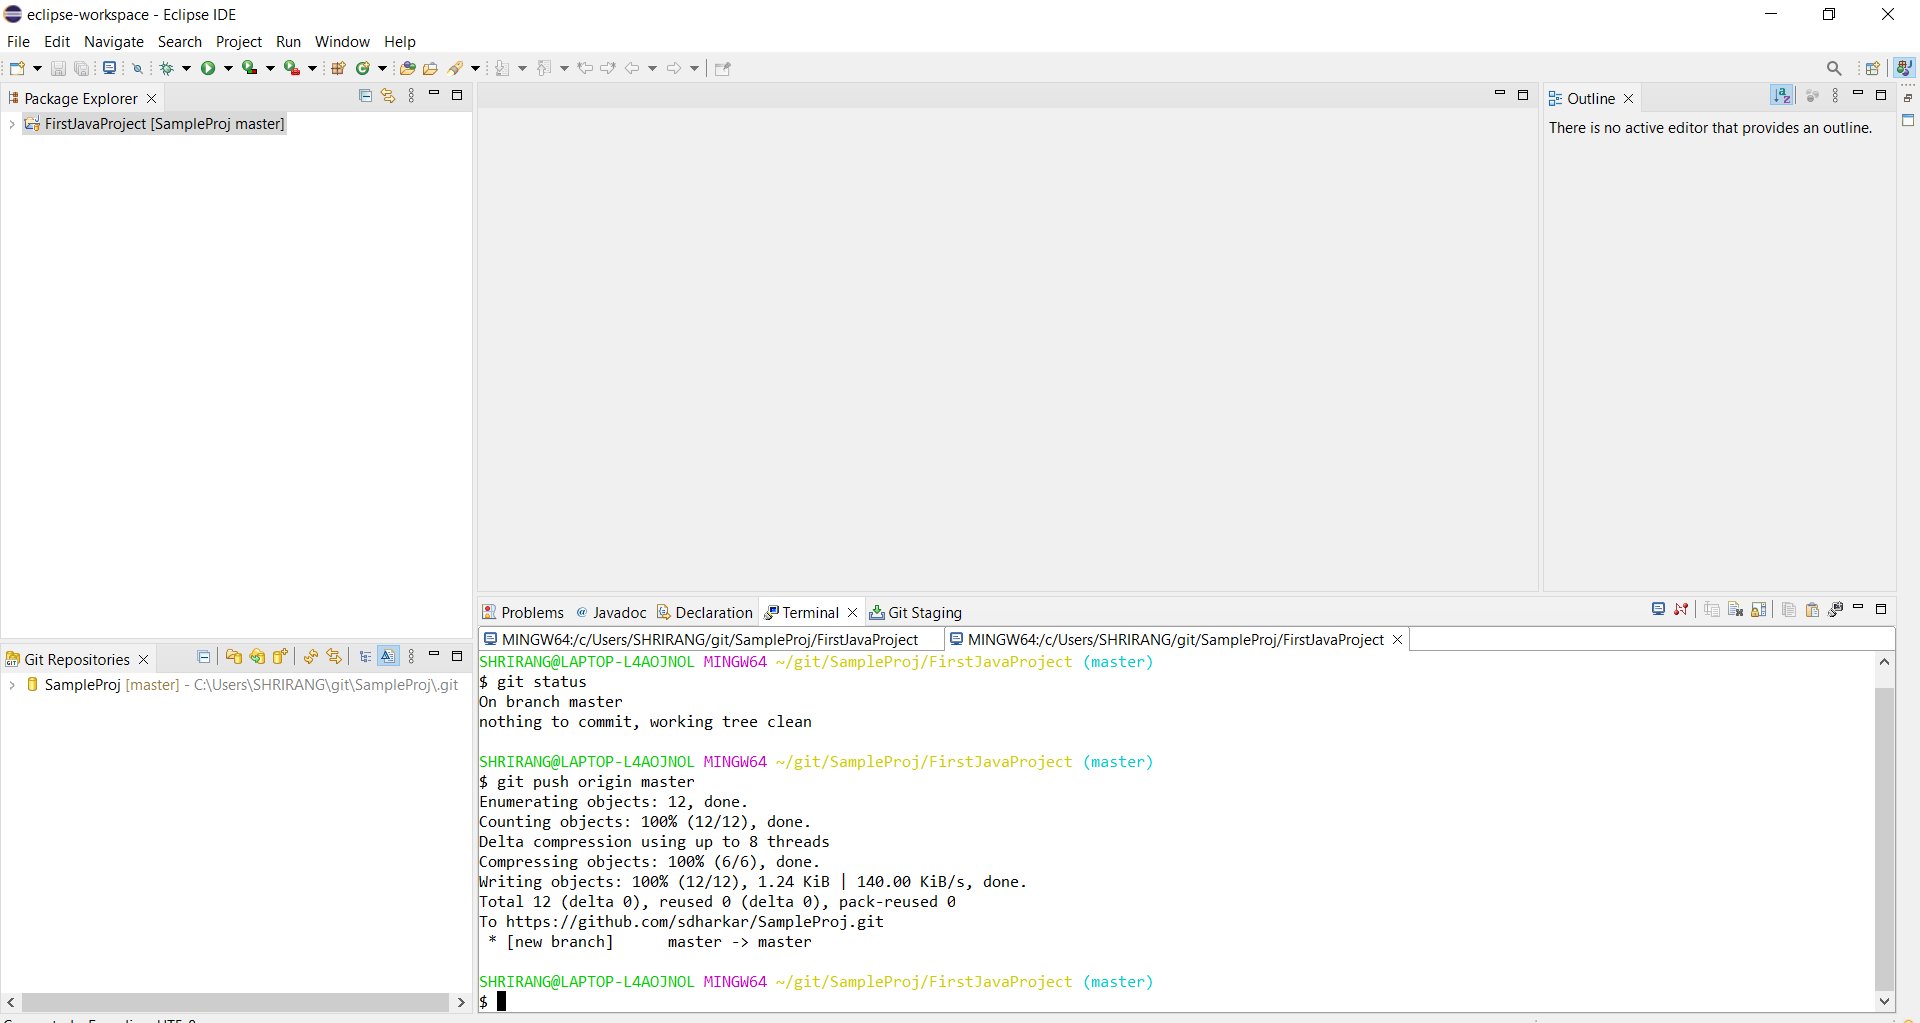 eclipse-workspace - Eclipse IDE
File Edit Navigate Search Project Run Window Help
Package Explorer
FirstJavaProject [SampleProj master]
Outline
There is no active editor that provides an outline.
Git Repositories
SampleProj [master] - C:\Users\SHRIRANG\git\SampleProj\.git
Problems @ Javadoc Declaration Terminal Git Staging
MINGW64:/c/Users/SHRIRANG/git/SampleProj/FirstJavaProject MINGW64:/c/Users/SHRIRANG/git/SampleProj/FirstJavaProject
SHRIRANG@LAPTOP-L4AOJNOL MINGW64 ~/git/SampleProj/FirstJavaProject (master)
$ git status
On branch master
nothing to commit, working tree clean
SHRIRANG@LAPTOP-L4AOJNOL MINGW64 ~/git/SampleProj/FirstJavaProject (master)
$ git push origin master
Enumerating objects: 12, done.
Counting objects: 100% (12/12), done.
Delta compression using up to 8 threads
Compressing objects: 100% (6/6), done.
Writing objects: 100% (12/12), 1.24 KiB | 140.00 KiB/s, done.
Total 12 (delta 0), reused 0 (delta 0), pack-reused 0
To https://github.com/sdharkar/SampleProj.git
* [new branch] master -> master
SHRIRANG@LAPTOP-L4AOJNOL MINGW64 ~/git/SampleProj/FirstJavaProject (master)
$